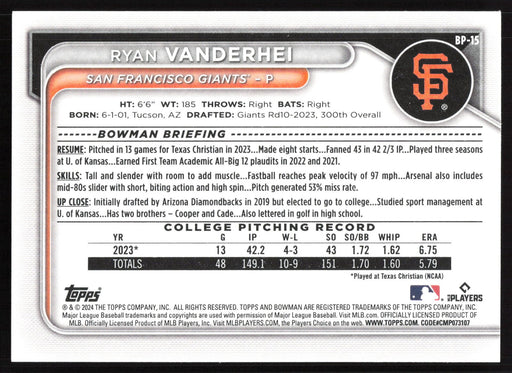 BP-15
RYAN VANDERHEI
SAN FRANCISCO GIANTS® – P
SF
®
HT: 6'6" WT: 185 THROWS: Right BATS: Right
BORN: 6-1-01, Tucson, AZ DRAFTED: Giants Rd10-2023, 300th Overall
BOWMAN BRIEFING
RESUME: Pitched in 13 games for Texas Christian in 2023...Made eight starts...Fanned 43 in 42 2/3 IP...Played three seasons
at U. of Kansas...Earned First Team Academic All-Big 12 plaudits in 2022 and 2021.
SKILLS: Tall and slender with room to add muscle...Fastball reaches peak velocity of 97 mph...Arsenal also includes
mid-80s slider with short, biting action and high spin...Pitch generated 53% miss rate.
UP CLOSE: Initially drafted by Arizona Diamondbacks in 2019 but elected to go to college...Studied sport management at
U. of Kansas...Has two brothers – Cooper and Cade...Also lettered in golf in high school.
COLLEGE PITCHING RECORD
YR G IP W-L SO SO/BB WHIP ERA
2023* 13 42.2 4-3 43 1.72 1.62 6.75
TOTALS 48 149.1 10-9 151 1.70 1.60 5.79
*Played at Texas Christian (NCAA)
topps
PLAYERS
® & © 2024 THE TOPPS COMPANY, INC. ALL RIGHTS RESERVED. TOPPS AND BOWMAN ARE REGISTERED TRADEMARKS OF THE TOPPS COMPANY, INC.
Major League Baseball trademarks and copyrights are used with permission of Major League Baseball. Visit MLB.com. OFFICIALLY LICENSED
PRODUCT OF MLB PLAYERS, INC. Visit MLBPLAYERS.com, the Players Choice on the web. WWW.TOPPS.COM. CODE#CMP073107